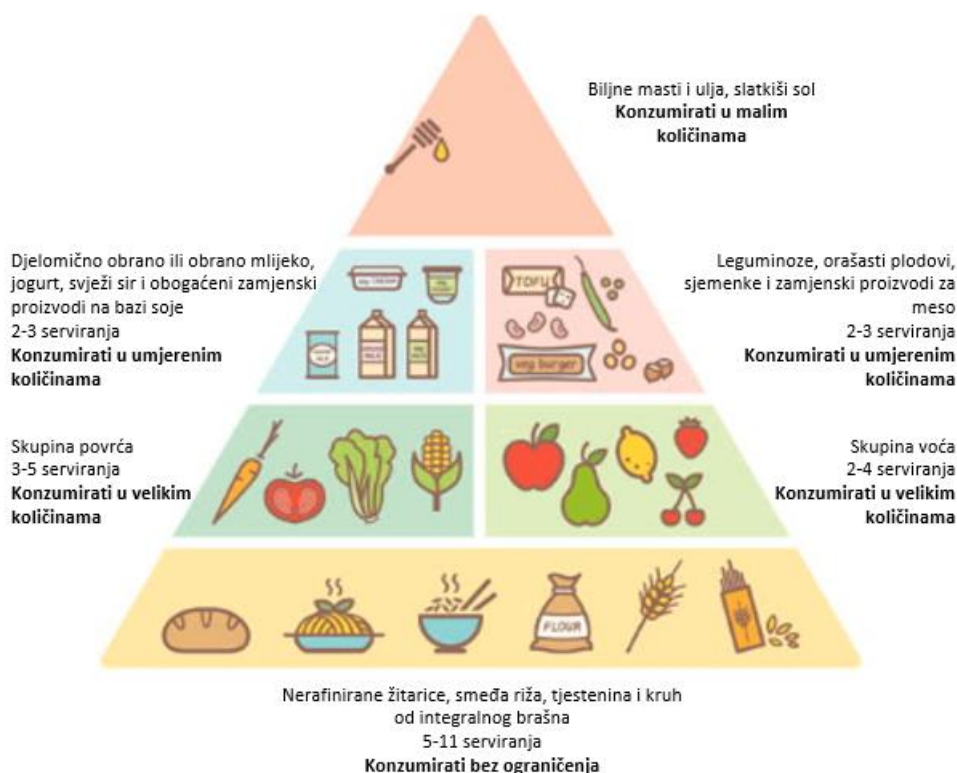 Biljne masti i ulja, slatkiši sol
Konzumirati u malim
količinama
Djelomično obrano ili obrano mlijeko,
jogurt, svježi sir i obogaćeni zamjenski
proizvodi na bazi soje
2-3 serviranja
Konzumirati u umjerenim
količinama
Leguminoze, orašasti plodovi,
sjemenke i zamjenski proizvodi za
meso
2-3 serviranja
Konzumirati u umjerenim
količinama
TOFU
veg burger
Skupina povrća
3-5 serviranja
Konzumirati u velikim
količinama
Skupina voća
2-4 serviranja
Konzumirati u velikim
količinama
FLOUR
Nerafinirane žitarice, smeđa riža, tjestenina i kruh
od integralnog brašna
5-11 serviranja
Konzumirati bez ograničenja